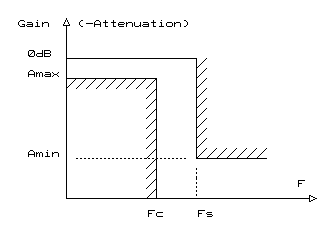 Gain (-Attenuation)
0dB
Amax
Amin
F
Fc Fs